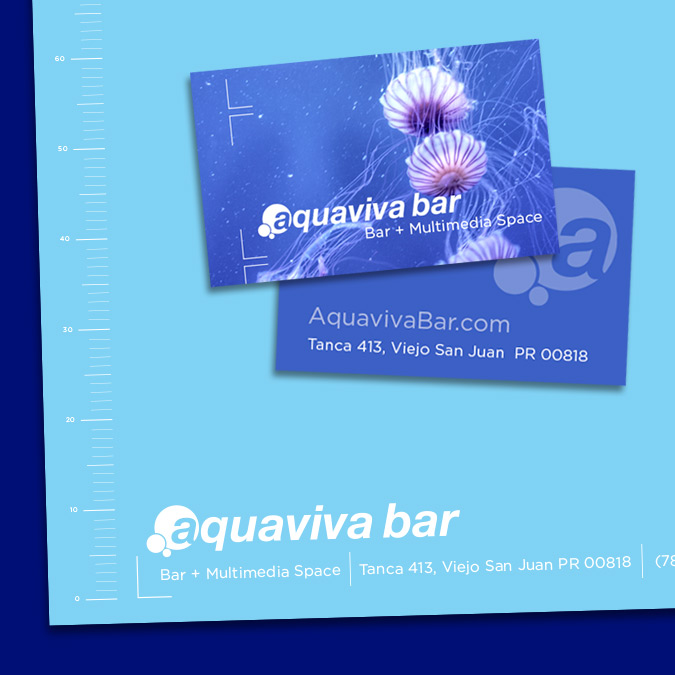 60
50
40
30
20
10
0
aquaviva bar
Bar + Multimedia Space
a
AquavivaBar.com
Tanca 413, Viejo San Juan PR 00818
aquaviva bar
Bar + Multimedia Space
Tanca 413, Viejo San Juan PR 00818
(78